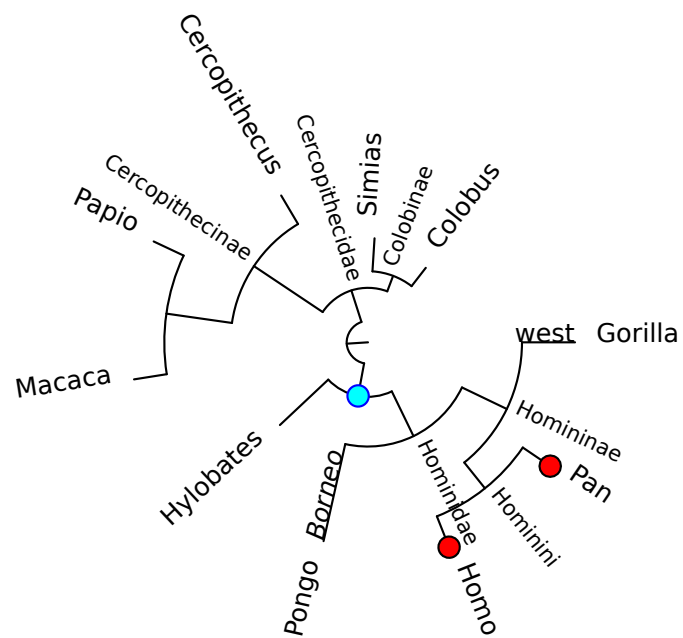 Cercopithecus
Cercopithecidae
Simias
Colobinae
Colobus
Cercopithecinae
Papio
Macaca
west Gorilla
Homininae
Pan
Hominini
Hominidae
Homo
Hylobates
Borneo
Pongo